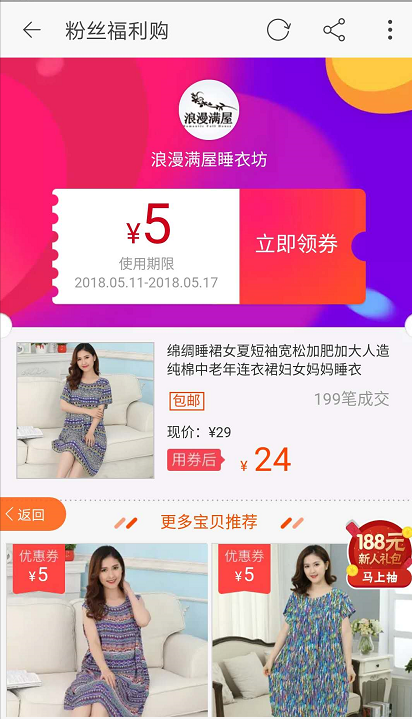 粉丝福利购
浪漫满屋
浪漫满屋睡衣坊
¥5
使用期限
2018.05.11-2018.05.17
立即领券
绵绸睡裙女夏短袖宽松加肥加大人造
纯棉中老年连衣裙妇女妈妈睡衣
包邮
199笔成交
现价：¥29
用券后
¥ 24
返回
更多宝贝推荐
188元
新人礼包
马上抽
优惠券
¥5
优惠券
¥5